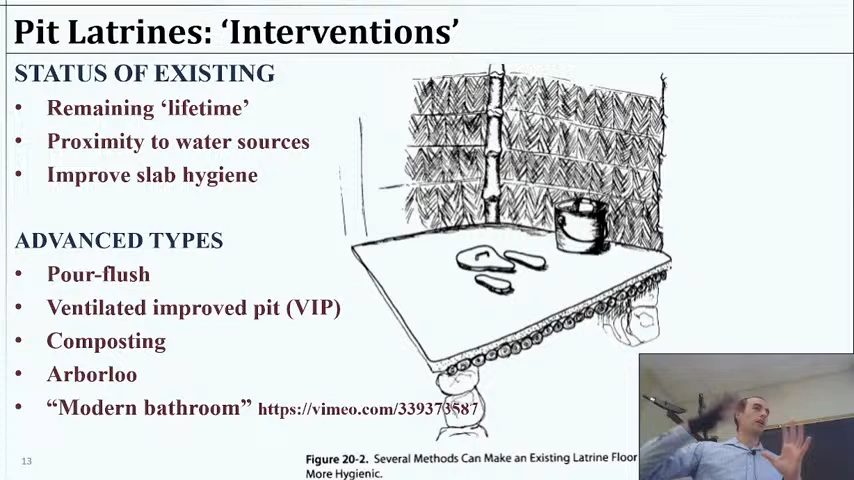 Pit Latrines: ‘Interventions’
STATUS OF EXISTING
• Remaining ‘lifetime’
• Proximity to water sources
• Improve slab hygiene
ADVANCED TYPES
• Pour-flush
• Ventilated improved pit (VIP)
• Composting
• Arborloo
• “Modern bathroom” https://vimeo.com/339373587
13
Figure 20-2. Several Methods Can Make an Existing Latrine Floor
More Hygienic.